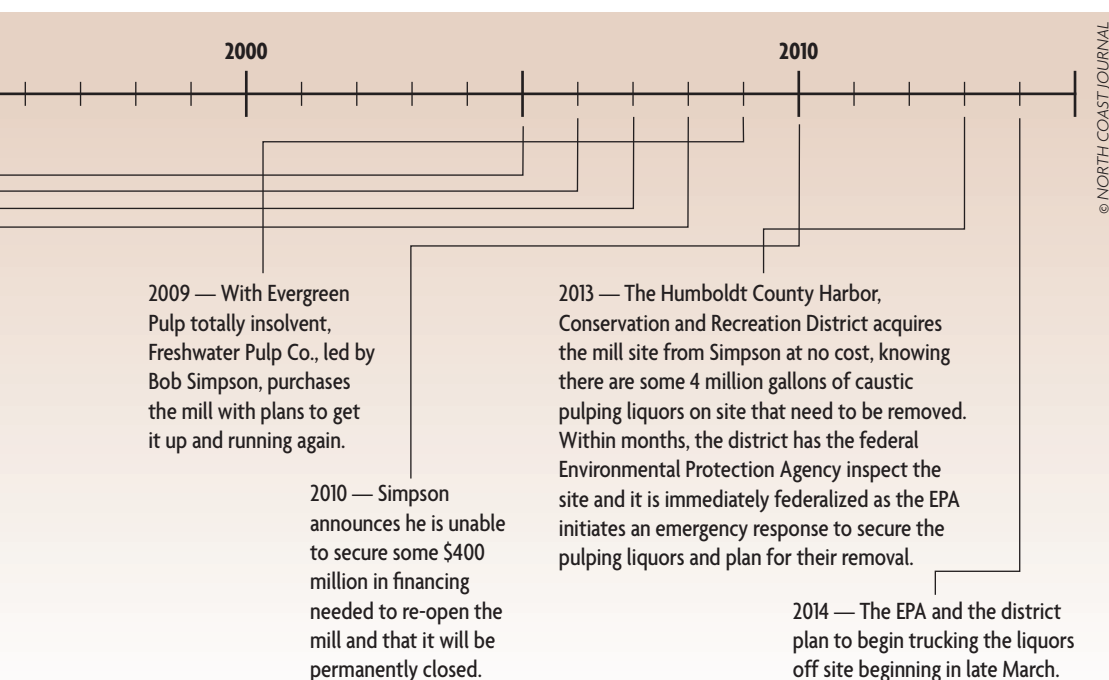 2000
2010
© NORTH COAST JOURNAL
2009 — With Evergreen
Pulp totally insolvent,
Freshwater Pulp Co., led by
Bob Simpson, purchases
the mill with plans to get
it up and running again.
2010 — Simpson
announces he is unable
to secure some $400
million in financing
needed to re-open the
mill and that it will be
permanently closed.
2013 — The Humboldt County Harbor,
Conservation and Recreation District acquires
the mill site from Simpson at no cost, knowing
there are some 4 million gallons of caustic
pulping liquors on site that need to be removed.
Within months, the district has the federal
Environmental Protection Agency inspect the
site and it is immediately federalized as the EPA
initiates an emergency response to secure the
pulping liquors and plan for their removal.
2014 — The EPA and the district
plan to begin trucking the liquors
off site beginning in late March.